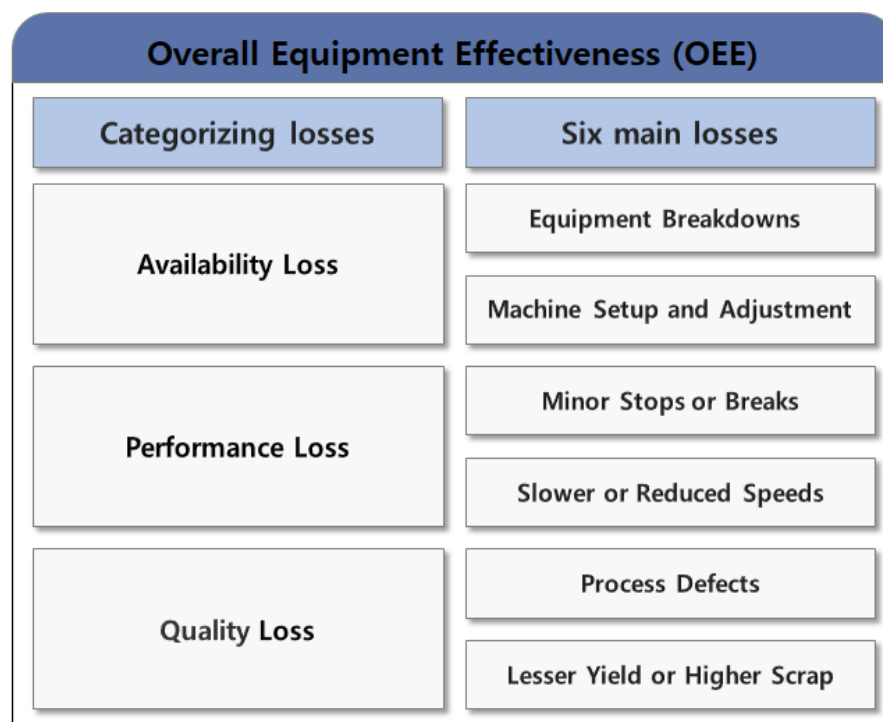 Overall Equipment Effectiveness (OEE)
Categorizing losses
Six main losses
Availability Loss
Equipment Breakdowns
Machine Setup and Adjustment
Performance Loss
Minor Stops or Breaks
Slower or Reduced Speeds
Quality Loss
Process Defects
Lesser Yield or Higher Scrap